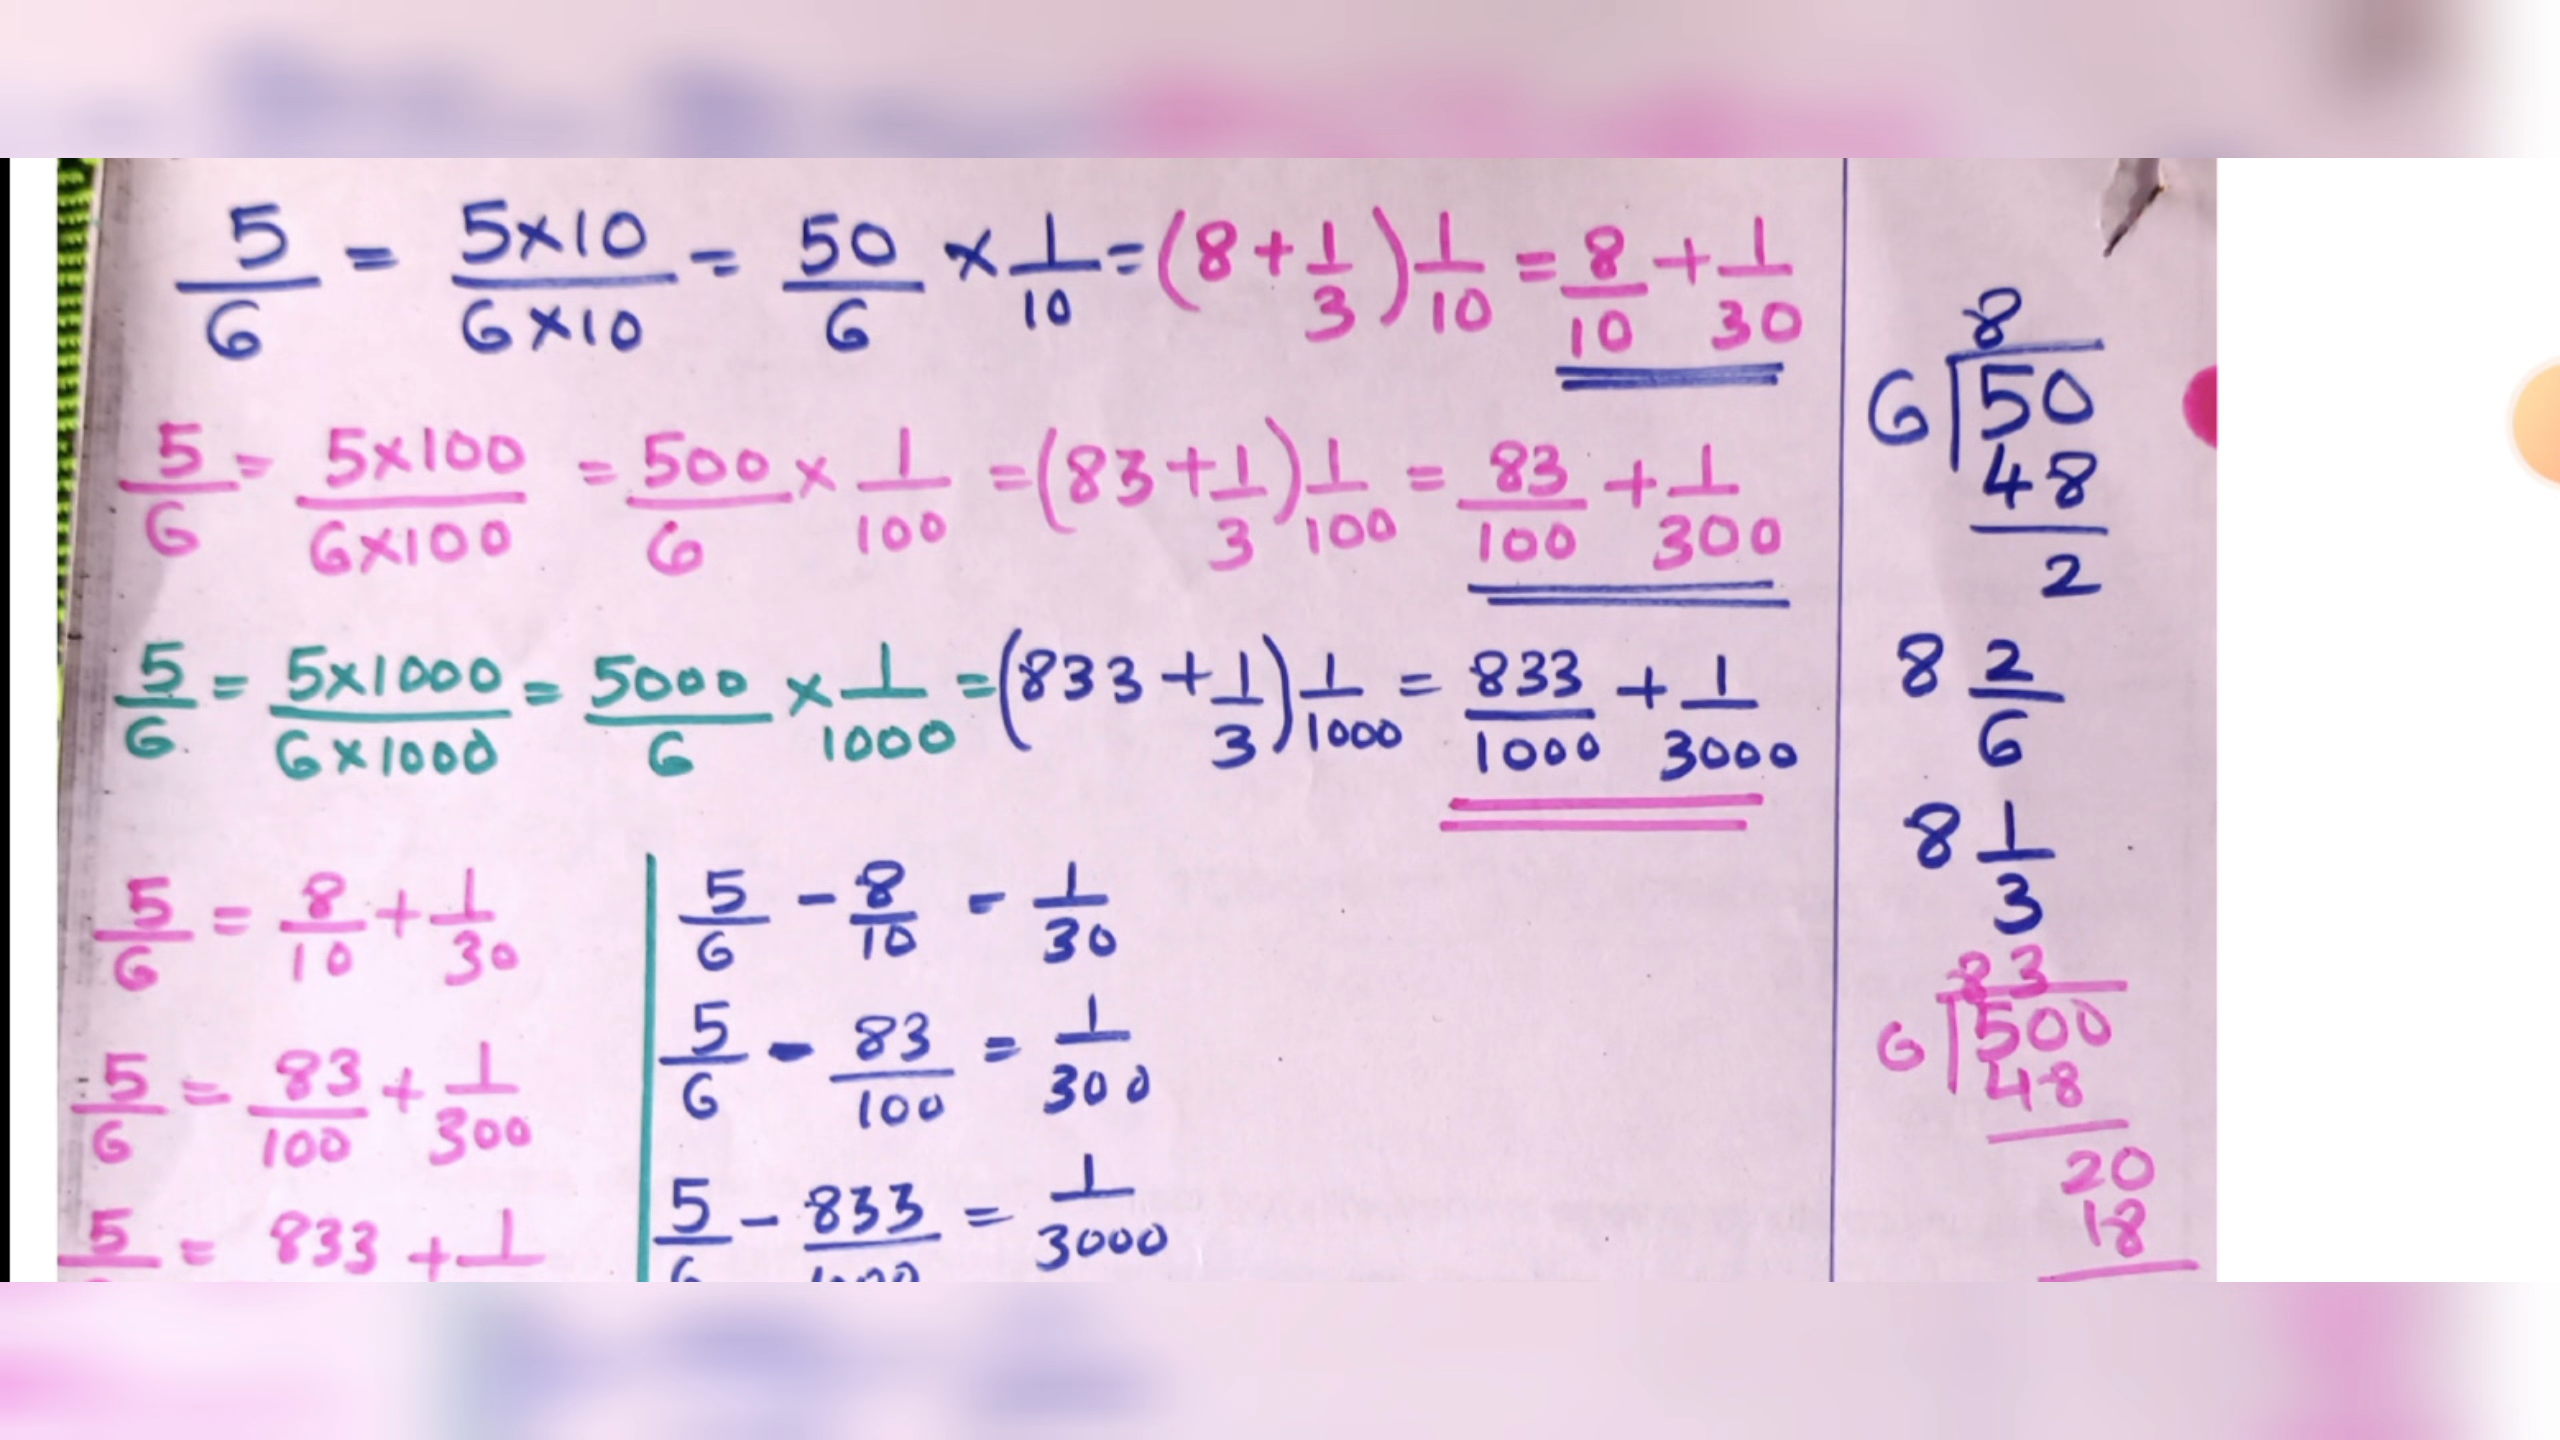 5/6 = 5×10/6×10 = 50/6 × 1/10 = (8 + 1/3) 1/10 = 8/10 + 1/30
5/6 = 5×100/6×100 = 500/6 × 1/100 = (83 + 1/3) 1/100 = 83/100 + 1/300
5/6 = 5×1000/6×1000 = 5000/6 × 1/1000 = (833 + 1/3) 1/1000 = 833/1000 + 1/3000
5/6 = 8/10 + 1/30
5/6 = 83/100 + 1/300
5 = 833 + 1
5/6 - 8/10 = 1/30
5/6 - 83/100 = 1/300
5/6 - 833/1000 = 1/3000
8
6 50
48
2
8 2/6
8 1/3
83
6 500
48
20
18